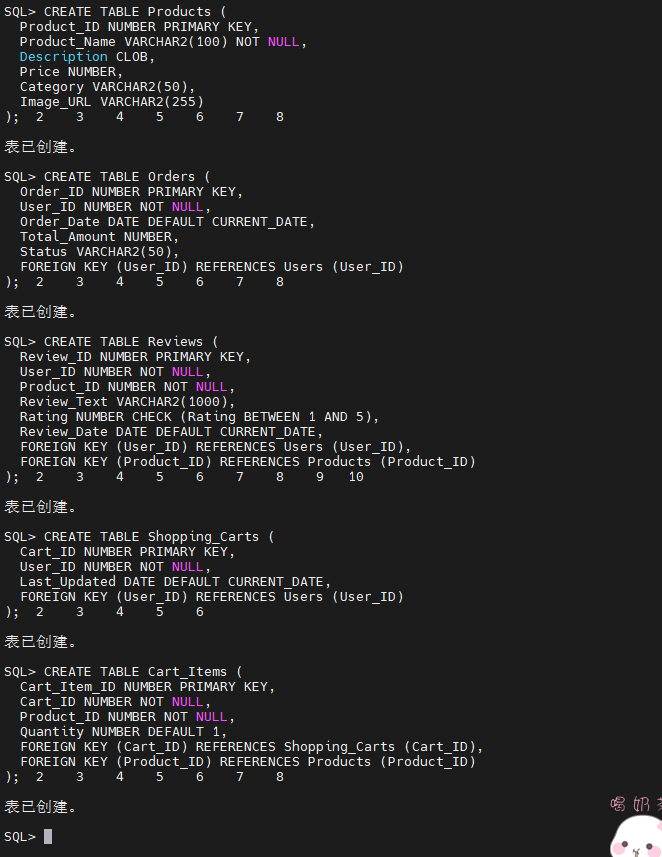 SQL> CREATE TABLE Products (
  Product_ID NUMBER PRIMARY KEY,
  Product_Name VARCHAR2(100) NOT NULL,
  Description CLOB,
  Price NUMBER,
  Category VARCHAR2(50),
  Image_URL VARCHAR2(255)
);  2    3    4    5    6    7    8
表已创建。
SQL> CREATE TABLE Orders (
  Order_ID NUMBER PRIMARY KEY,
  User_ID NUMBER NOT NULL,
  Order_Date DATE DEFAULT CURRENT_DATE,
  Total_Amount NUMBER,
  Status VARCHAR2(50),
  FOREIGN KEY (User_ID) REFERENCES Users (User_ID)
);  2    3    4    5    6    7    8
表已创建。
SQL> CREATE TABLE Reviews (
  Review_ID NUMBER PRIMARY KEY,
  User_ID NUMBER NOT NULL,
  Product_ID NUMBER NOT NULL,
  Review_Text VARCHAR2(1000),
  Rating NUMBER CHECK (Rating BETWEEN 1 AND 5),
  Review_Date DATE DEFAULT CURRENT_DATE,
  FOREIGN KEY (User_ID) REFERENCES Users (User_ID),
  FOREIGN KEY (Product_ID) REFERENCES Products (Product_ID)
);  2    3    4    5    6    7    8    9   10
表已创建。
SQL> CREATE TABLE Shopping_Carts (
  Cart_ID NUMBER PRIMARY KEY,
  User_ID NUMBER NOT NULL,
  Last_Updated DATE DEFAULT CURRENT_DATE,
  FOREIGN KEY (User_ID) REFERENCES Users (User_ID)
);  2    3    4    5    6
表已创建。
SQL> CREATE TABLE Cart_Items (
  Cart_Item_ID NUMBER PRIMARY KEY,
  Cart_ID NUMBER NOT NULL,
  Product_ID NUMBER NOT NULL,
  Quantity NUMBER DEFAULT 1,
  FOREIGN KEY (Cart_ID) REFERENCES Shopping_Carts (Cart_ID),
  FOREIGN KEY (Product_ID) REFERENCES Products (Product_ID)
);  2    3    4    5    6    7    8
表已创建。
喝奶
SQL>